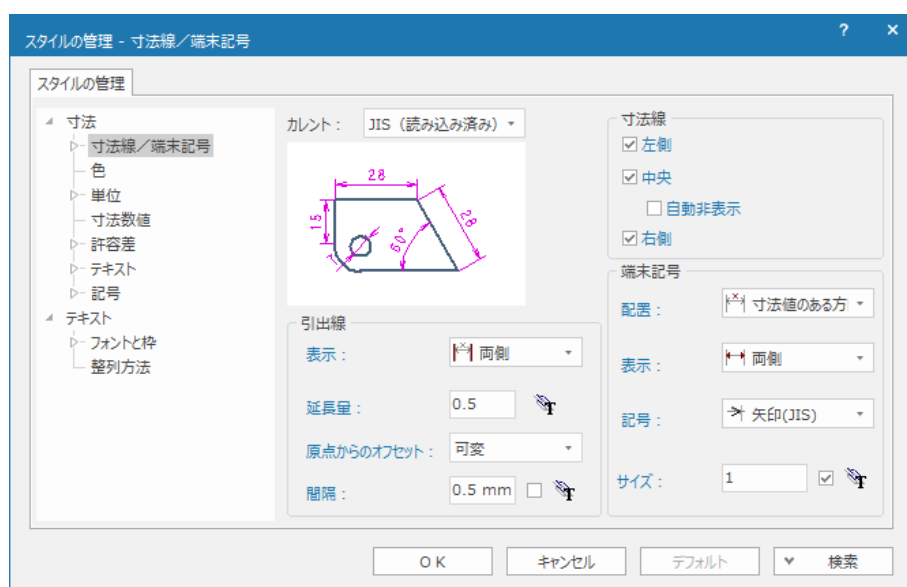 スタイルの管理 - 寸法線／端末記号
?
×
スタイルの管理
寸法
寸法線／端末記号
色
単位
寸法数値
許容差
テキスト
記号
テキスト
フォントと枠
整列方法
カレント： JIS（読み込み済み）
28
15
60°
28
引出線
表示： 両側
延長量： 0.5
原点からのオフセット： 可変
間隔： 0.5 mm
寸法線
左側
中央
自動非表示
右側
端末記号
配置： 寸法値のある方
表示： 両側
記号： 矢印(JIS)
サイズ： 1
ＯＫ
キャンセル
デフォルト
検索